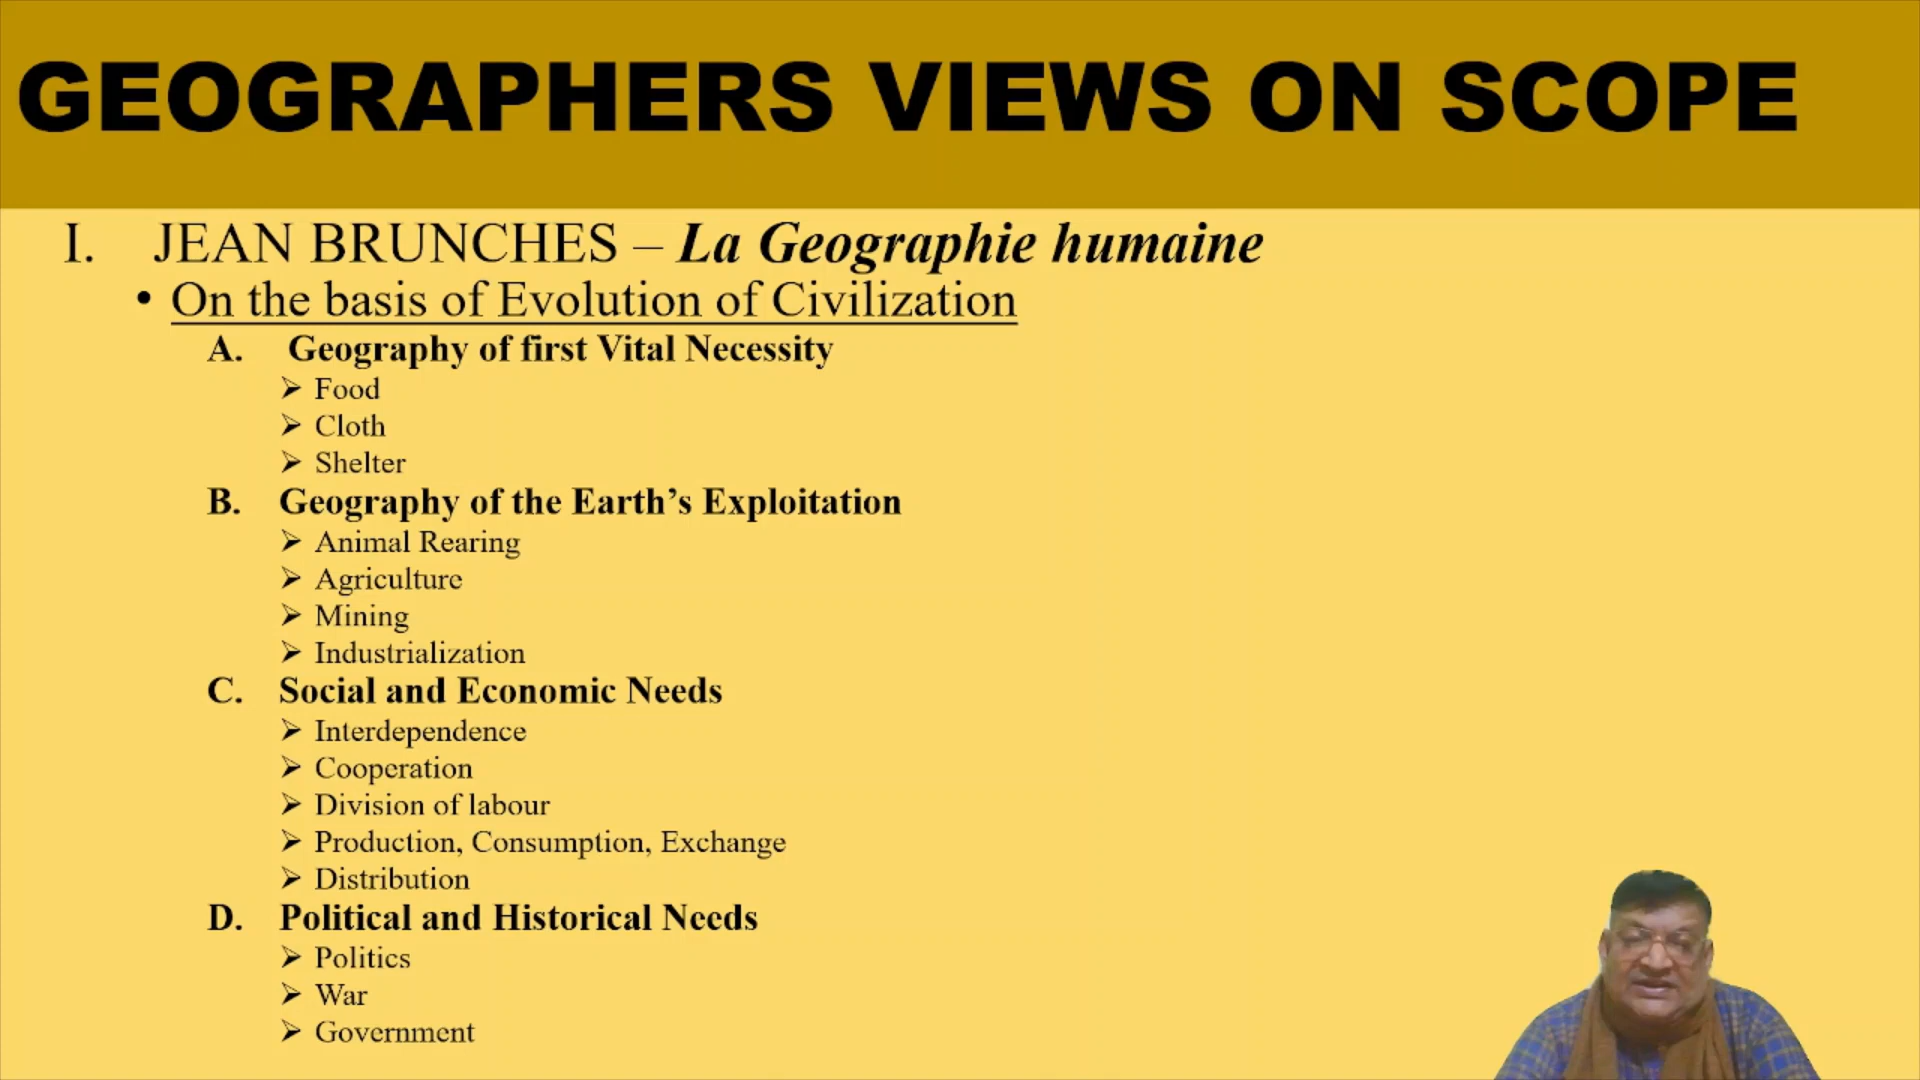 GEOGRAPHERS VIEWS ON SCOPE
I. JEAN BRUNCHES – La Geographie humaine
• On the basis of Evolution of Civilization
A. Geography of first Vital Necessity
➢ Food
➢ Cloth
➢ Shelter
B. Geography of the Earth’s Exploitation
➢ Animal Rearing
➢ Agriculture
➢ Mining
➢ Industrialization
C. Social and Economic Needs
➢ Interdependence
➢ Cooperation
➢ Division of labour
➢ Production, Consumption, Exchange
➢ Distribution
D. Political and Historical Needs
➢ Politics
➢ War
➢ Government